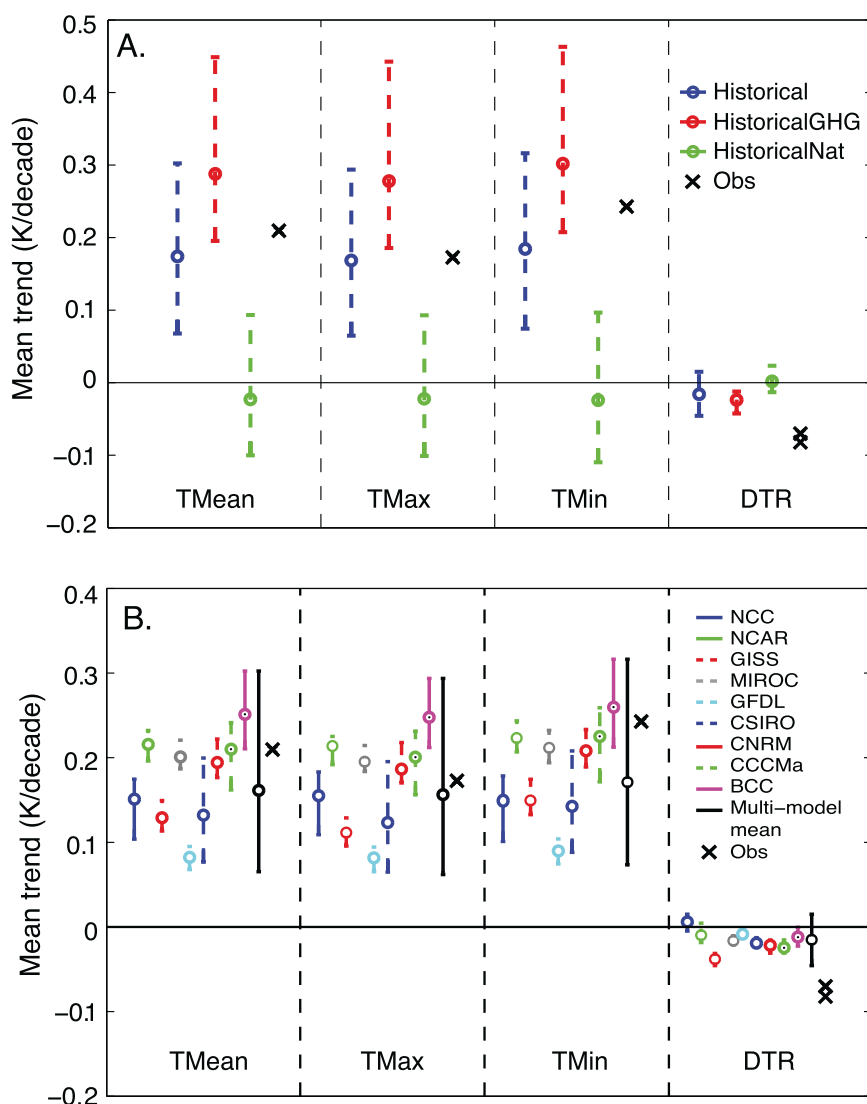 A.
Mean trend (K/decade)
0.5
0.4
0.3
0.2
0.1
0
−0.1
−0.2
TMean
TMax
TMin
DTR
Historical
HistoricalGHG
HistoricalNat
Obs
B.
Mean trend (K/decade)
0.4
0.3
0.2
0.1
0
−0.1
−0.2
TMean
TMax
TMin
DTR
NCC
NCAR
GISS
MIROC
GFDL
CSIRO
CNRM
CCCMa
BCC
Multi−model
mean
Obs